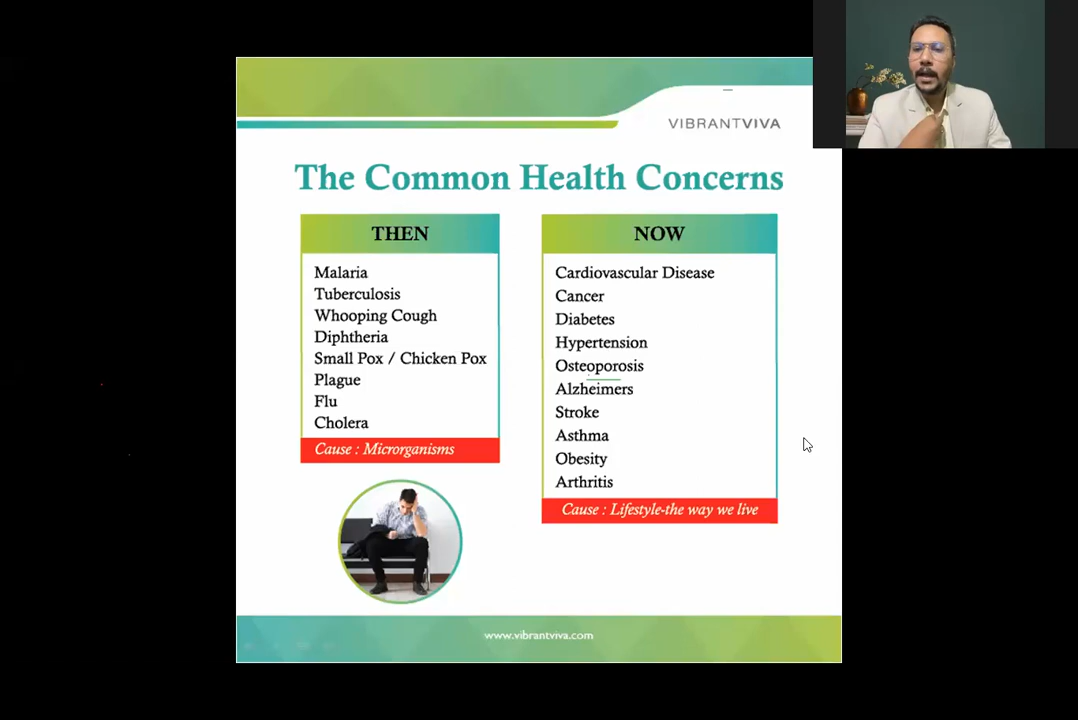 VIBRANTVIVA
The Common Health Concerns
THEN
Malaria
Tuberculosis
Whooping Cough
Diphtheria
Small Pox / Chicken Pox
Plague
Flu
Cholera
Cause : Microrganisms
NOW
Cardiovascular Disease
Cancer
Diabetes
Hypertension
Osteoporosis
Alzheimers
Stroke
Asthma
Obesity
Arthritis
Cause : Lifestyle-the way we live
www.vibrantviva.com